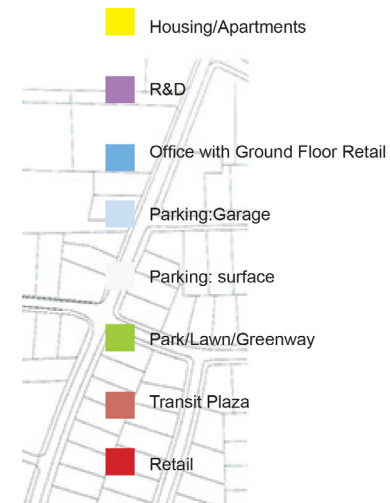 Housing/Apartments
R&D
Office with Ground Floor Retail
Parking:Garage
Parking: surface
Park/Lawn/Greenway
Transit Plaza
Retail